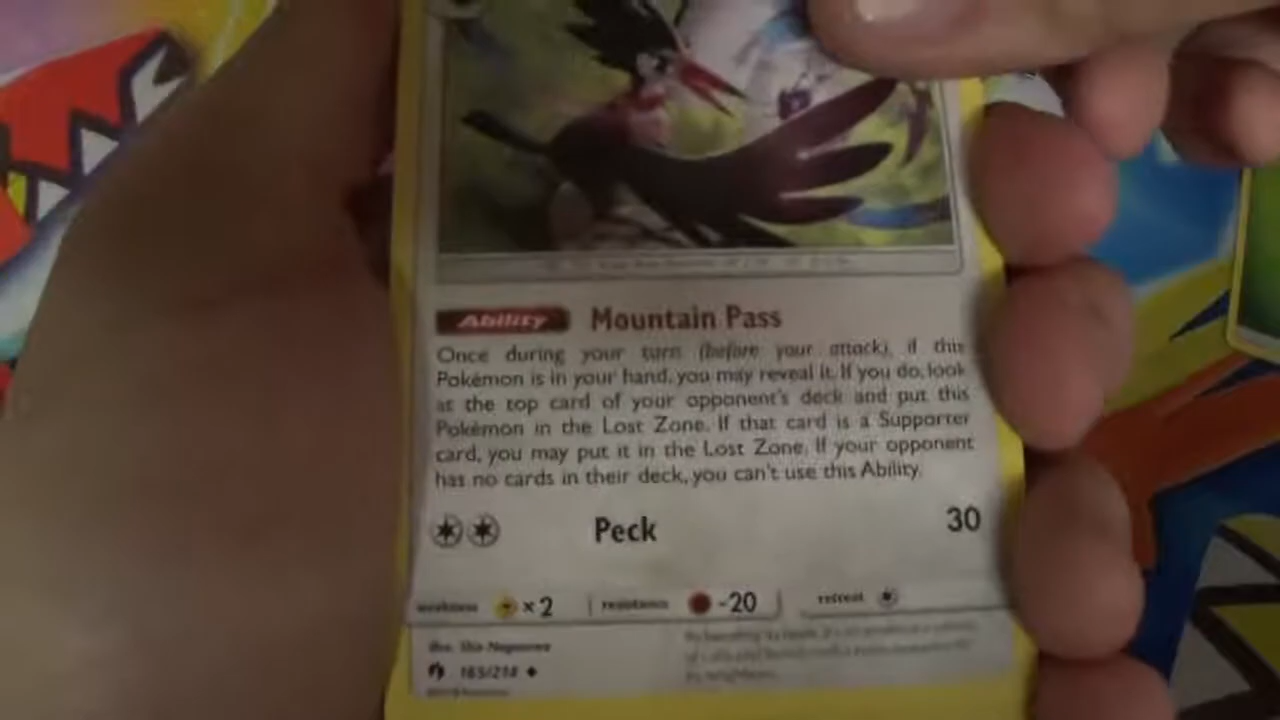 Ability Mountain Pass
Once during your turn (before your attack), if this
Pokémon is in your hand, you may reveal it. If you do, look
at the top card of your opponent's deck and put this
Pokémon in the Lost Zone. If that card is a Supporter
card, you may put it in the Lost Zone. If your opponent
has no cards in their deck, you can't use this Ability.
Peck 30
weakness ×2 resistance -20 retreat
165/214